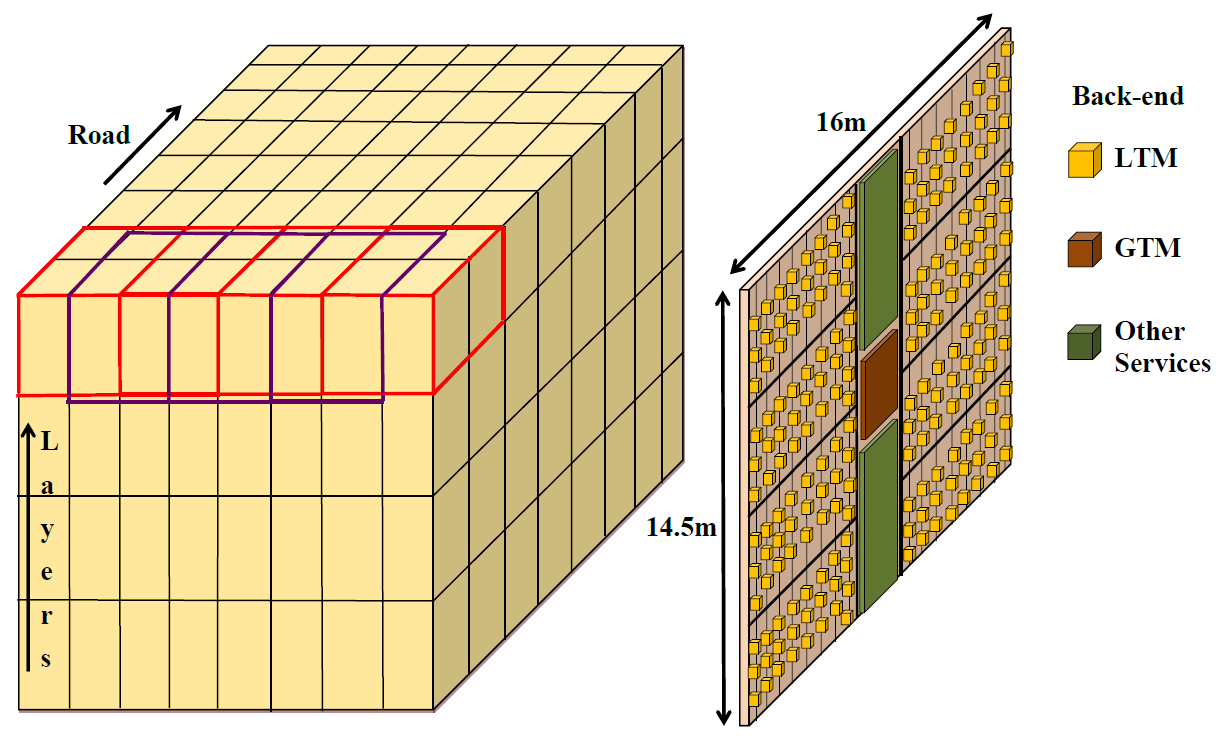 Road
L
a
y
e
r
s
16m
14.5m
Back-end
LTM
GTM
Other
Services